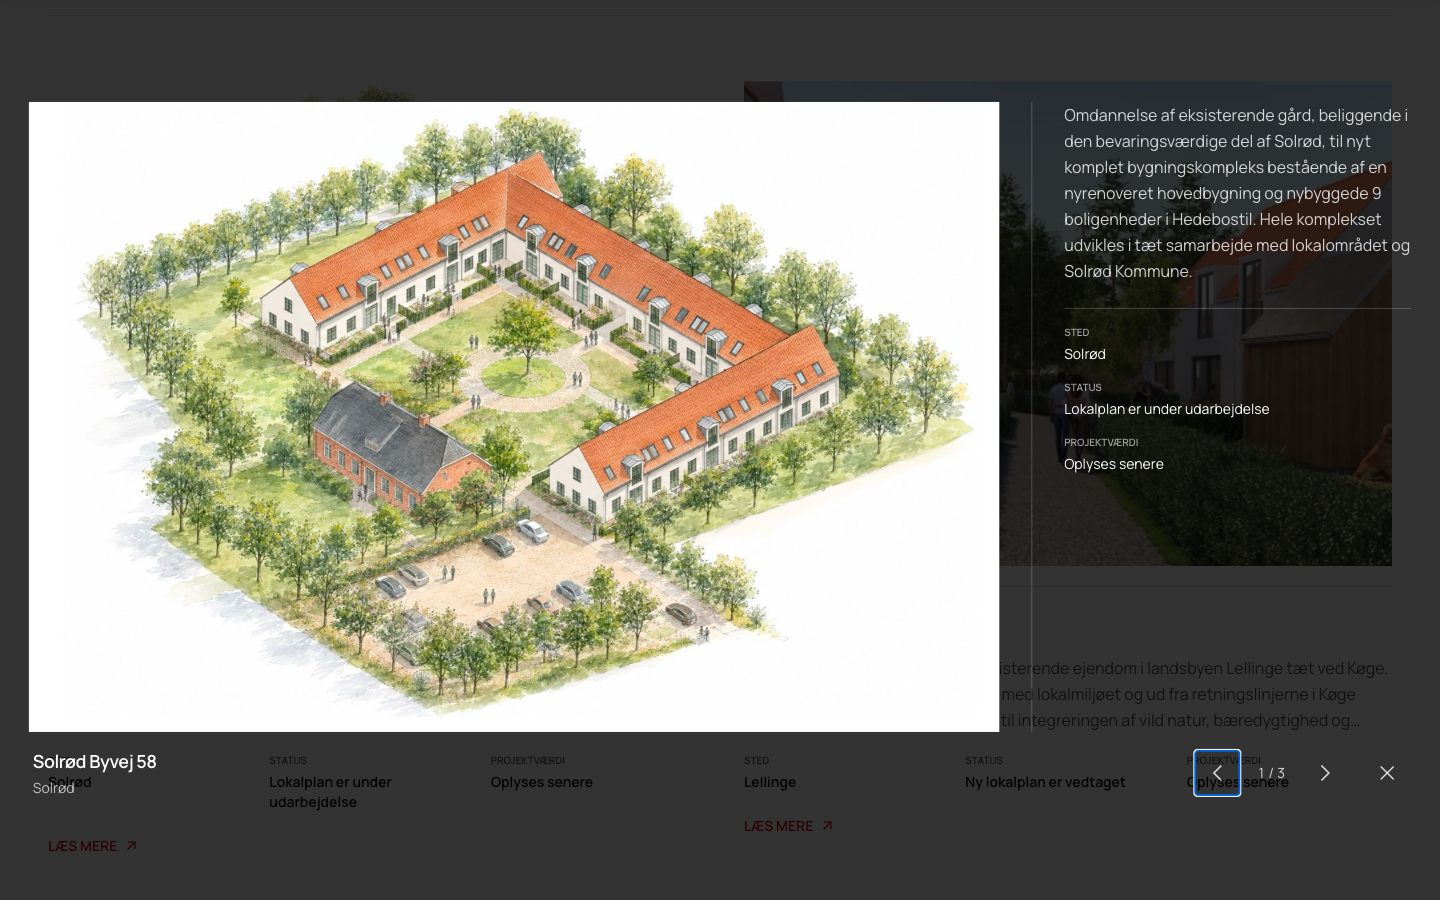 Omdannelse af eksisterende gård, beliggende i
den bevaringsværdige del af Solrød, til nyt
komplet bygningskompleks bestående af en
nyrenoveret hovedbygning og nybyggede 9
boligenheder i Hedebostil. Hele komplekset
udvikles i tæt samarbejde med lokalområdet og
Solrød Kommune.
STED
Solrød
STATUS
Lokalplan er under udarbejdelse
PROJEKTVÆRDI
Oplyses senere
isterende ejendom i landsbyen Lellinge tæt ved Køge.
med lokalmiljøet og ud fra retningslinjerne i Køge
til integreringen af vild natur, bæredygtighed og...
Solrød Byvej 58
Solrød
1 / 3
Solrød
STATUS
Lokalplan er under
udarbejdelse
PROJEKTVÆRDI
Oplyses senere
LÆS MERE
STED
Lellinge
STATUS
Ny lokalplan er vedtaget
PROJEKTVÆRDI
Oplyses senere
LÆS MERE